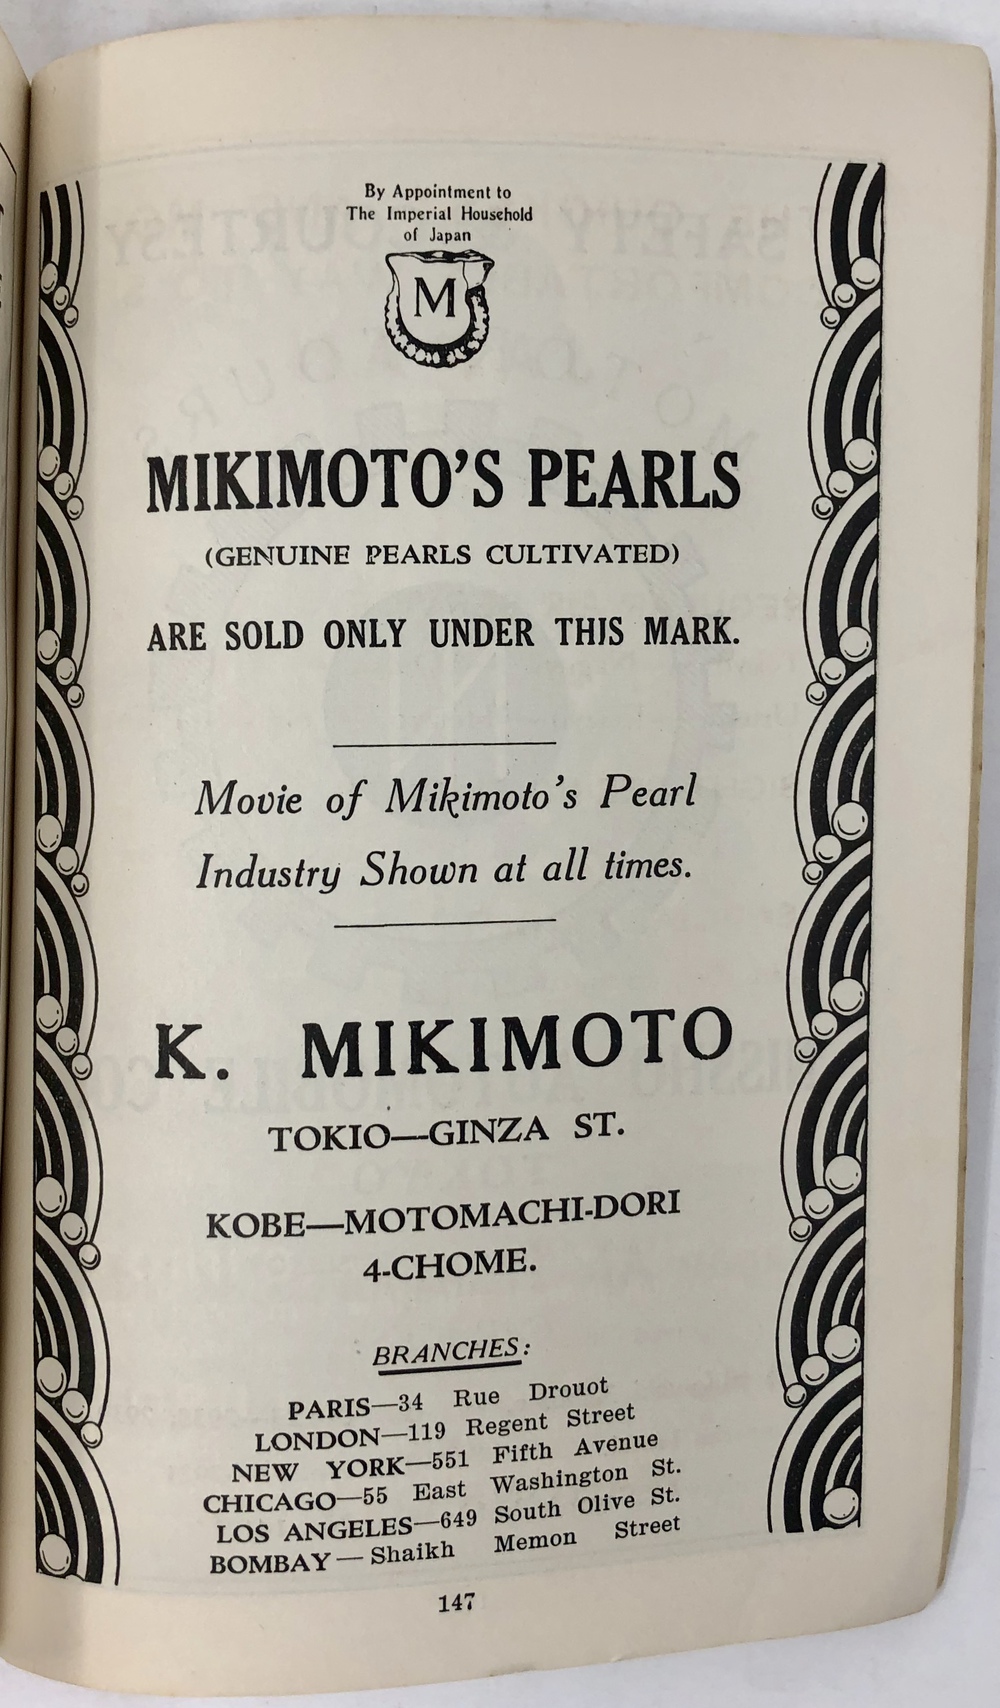 By Appointment to
The Imperial Household
of Japan
M
MIKIMOTO'S PEARLS
(GENUINE PEARLS CULTIVATED)
ARE SOLD ONLY UNDER THIS MARK.
Movie of Mikimoto's Pearl
Industry Shown at all times.
K. MIKIMOTO
TOKIO—GINZA ST.
KOBE—MOTOMACHI-DORI
4-CHOME.
BRANCHES:
PARIS—34 Rue Drouot
LONDON—119 Regent Street
NEW YORK—551 Fifth Avenue
CHICAGO—55 East Washington St.
LOS ANGELES—649 South Olive St.
BOMBAY—Shaikh Memon Street
147